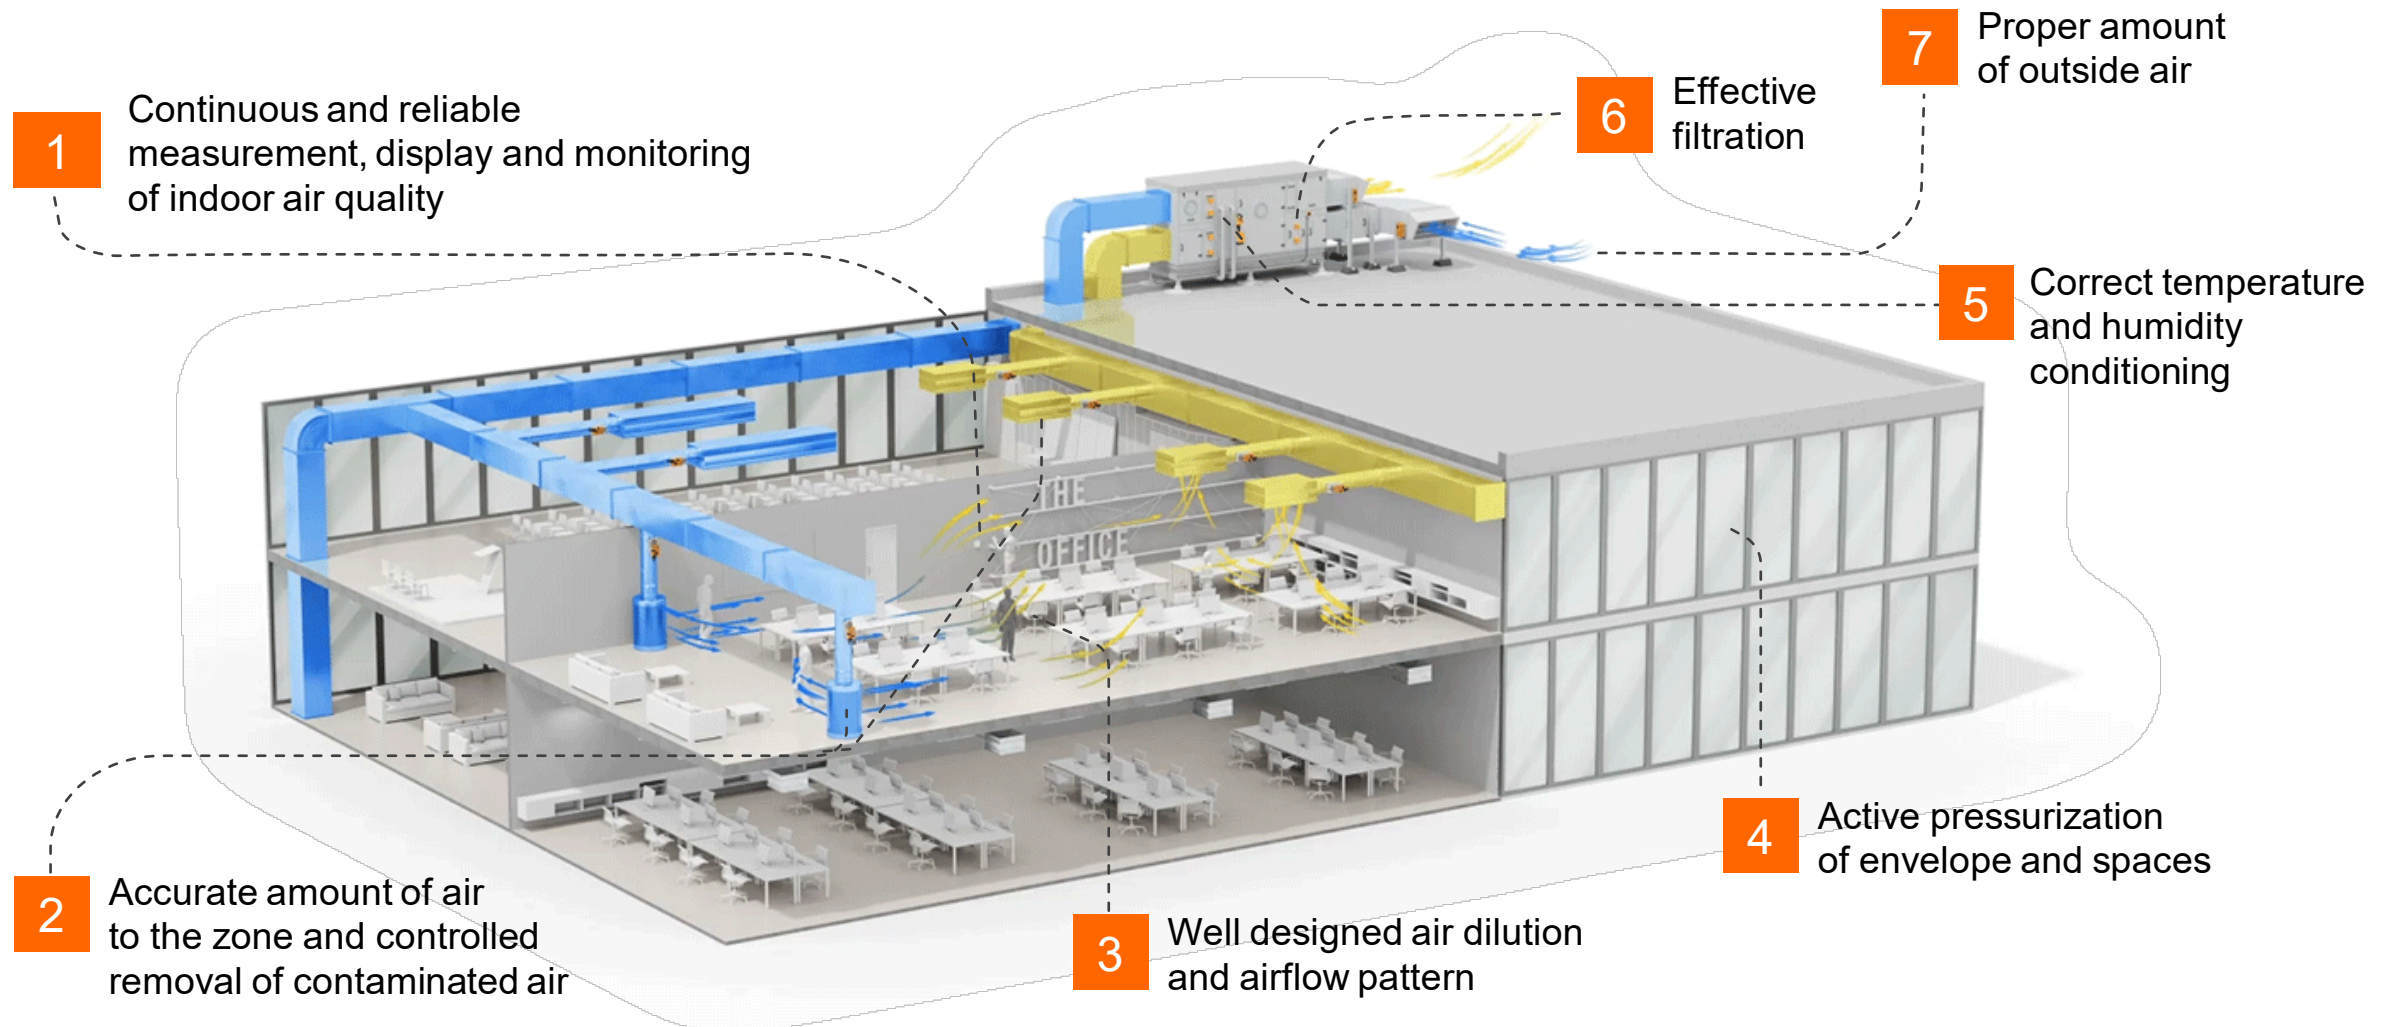 1
Continuous and reliable
measurement, display and monitoring
of indoor air quality
6
Effective
filtration
7
Proper amount
of outside air
5
Correct temperature
and humidity
conditioning
THE
OFFICE
4
Active pressurization
of envelope and spaces
2
Accurate amount of air
to the zone and controlled
removal of contaminated air
3
Well designed air dilution
and airflow pattern